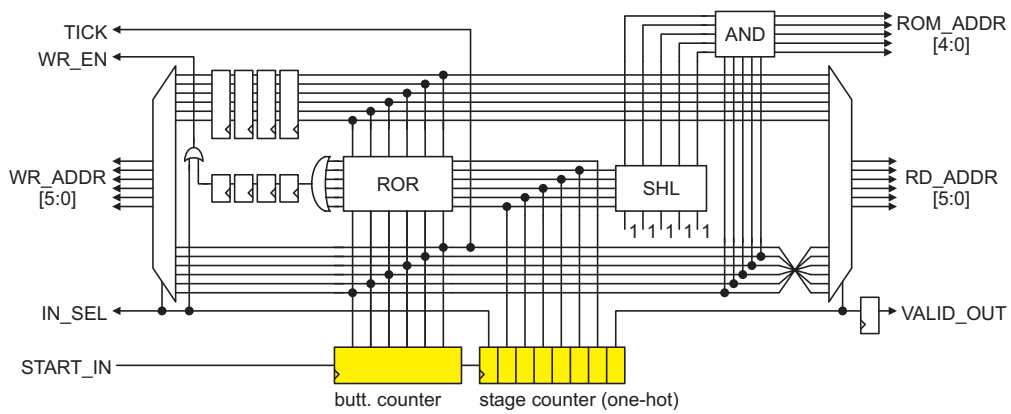 TICK
WR_EN
AND
ROM_ADDR
[4:0]
WR_ADDR
[5:0]
ROR
SHL
RD_ADDR
[5:0]
1 1 1 1 1
IN_SEL
VALID_OUT
START_IN
butt. counter
stage counter (one-hot)